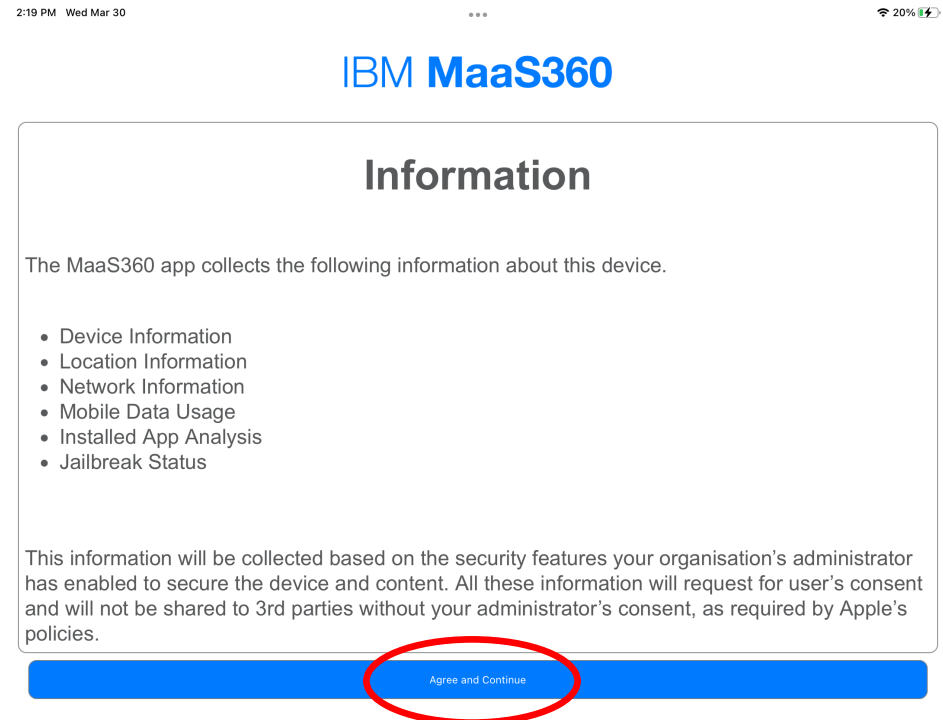 2:19 PM Wed Mar 30
20%
IBM MaaS360
Information
The MaaS360 app collects the following information about this device.
• Device Information
• Location Information
• Network Information
• Mobile Data Usage
• Installed App Analysis
• Jailbreak Status
This information will be collected based on the security features your organisation's administrator
has enabled to secure the device and content. All these information will request for user's consent
and will not be shared to 3rd parties without your administrator's consent, as required by Apple's
policies.
Agree and Continue